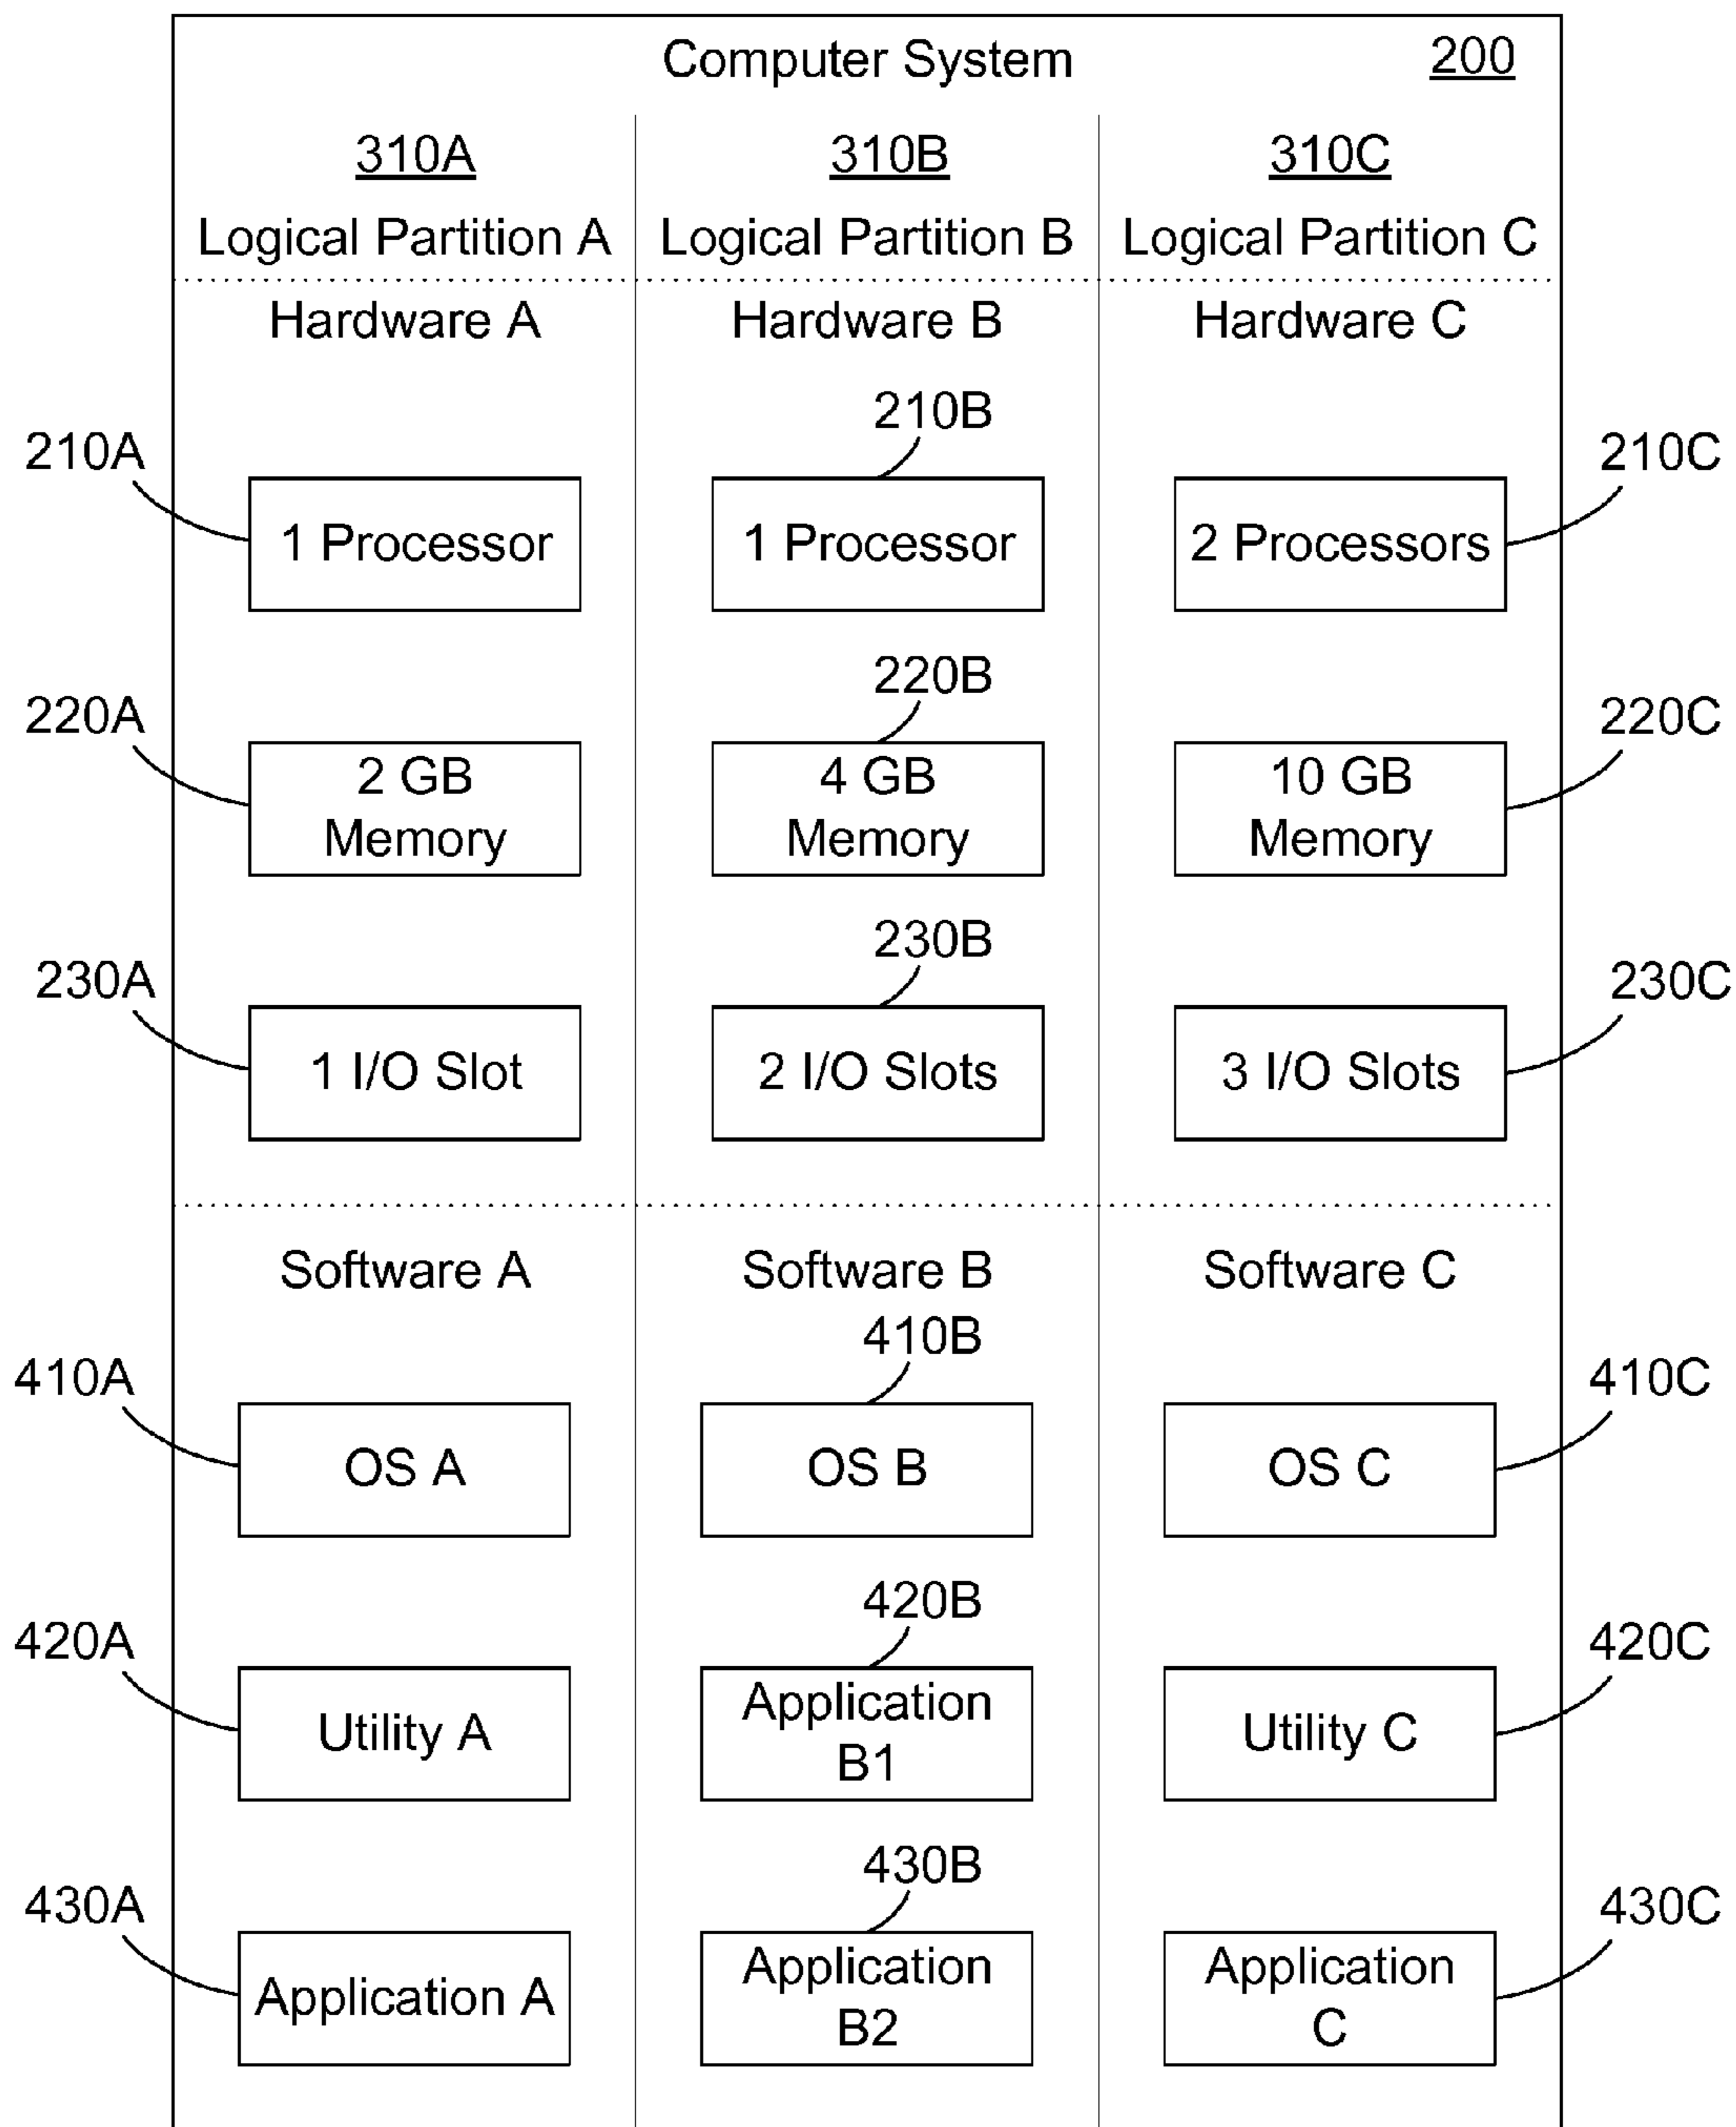 Computer System
200
310A
310B
310C
Logical Partition A
Logical Partition B
Logical Partition C
Hardware A
Hardware B
Hardware C
210A
210B
210C
1 Processor
1 Processor
2 Processors
220A
220B
220C
2 GB
Memory
4 GB
Memory
10 GB
Memory
230A
230B
230C
1 I/O Slot
2 I/O Slots
3 I/O Slots
Software A
Software B
Software C
410A
410B
410C
OS A
OS B
OS C
420A
420B
420C
Utility A
Application
B1
Utility C
430A
430B
430C
Application A
Application
B2
Application
C